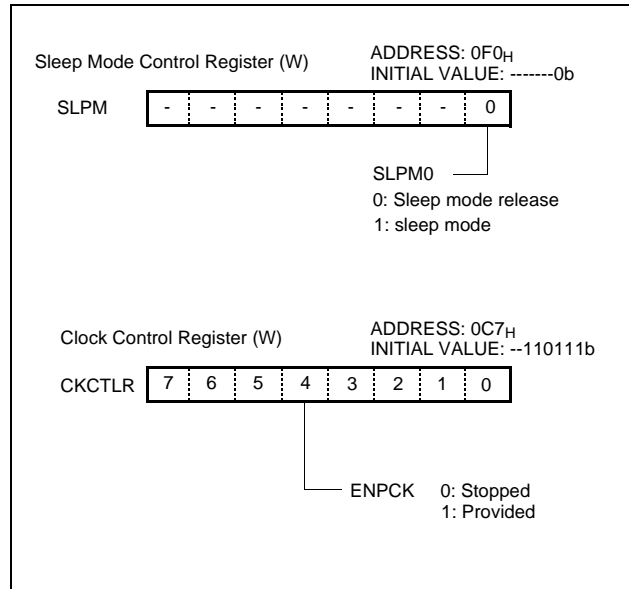 Sleep Mode Control Register (W)
ADDRESS: 0F0H
INITIAL VALUE: -------0b
SLPM - - - - - - - 0
SLPM0
0: Sleep mode release
1: sleep mode
Clock Control Register (W)
ADDRESS: 0C7H
INITIAL VALUE: --110111b
CKCTLR 7 6 5 4 3 2 1 0
ENPCK 0: Stopped
1: Provided